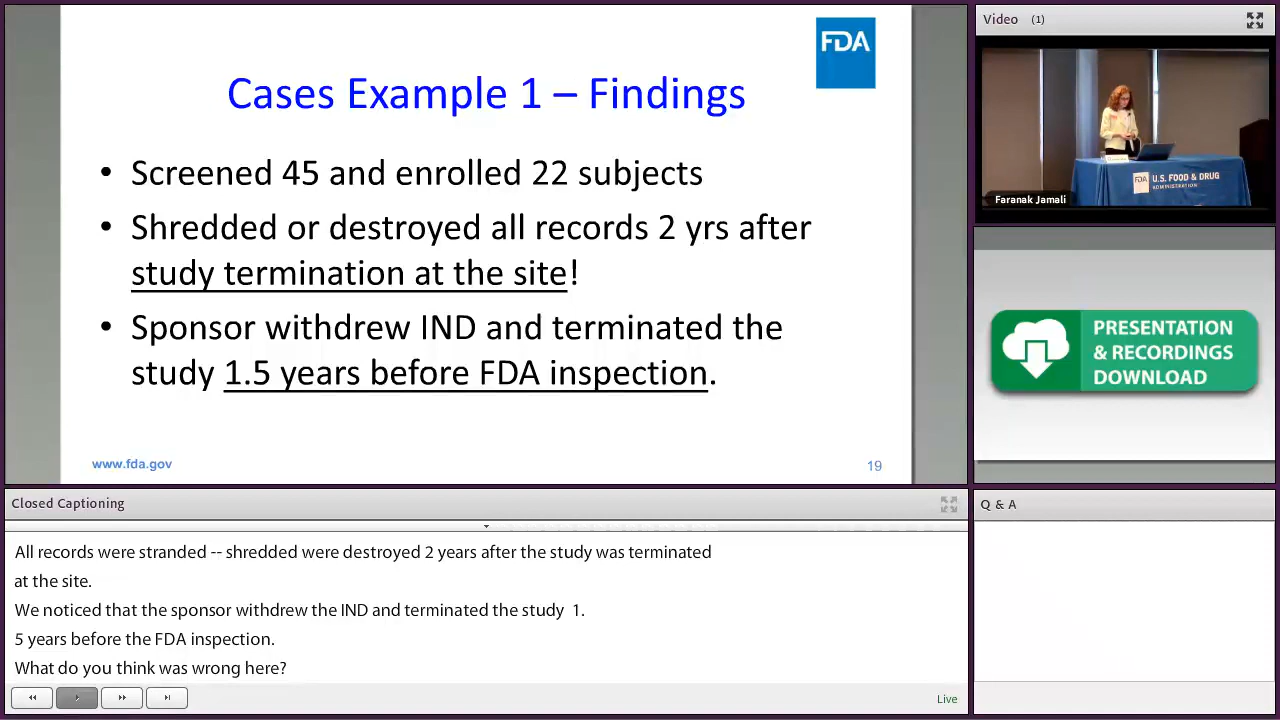 FDA
Cases Example 1 – Findings
• Screened 45 and enrolled 22 subjects
• Shredded or destroyed all records 2 yrs after
study termination at the site!
• Sponsor withdrew IND and terminated the
study 1.5 years before FDA inspection.
www.fda.gov
19
Video (1)
FDA
U.S. FOOD & DRUG
ADMINISTRATION
Faranak Jamali
PRESENTATION
& RECORDINGS
DOWNLOAD
Closed Captioning
All records were stranded -- shredded were destroyed 2 years after the study was terminated
at the site.
We noticed that the sponsor withdrew the IND and terminated the study 1.
5 years before the FDA inspection.
What do you think was wrong here?
Live
Q & A